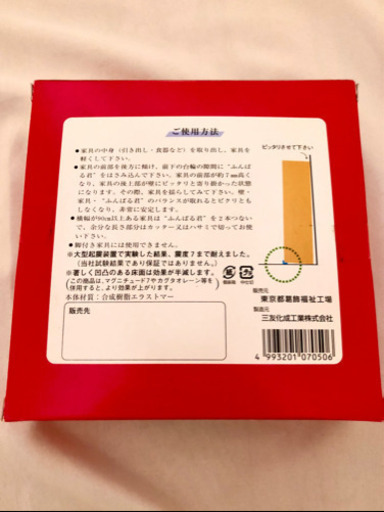 ご使用方法
●家具の中身(引き出し・食器など)を取り出し、家具を
軽くして下さい。
●家具の前部を後方に傾け、前下の台輪の隙間に“ふんば
る君”をはさみ込んで下さい。家具の前部が約7㎜高く
なり、家具の後上部が壁にピッタリと寄り掛かった状態
になります。その際、家具を揺らしてみて下さい。壁・
家具・“ふんばる君”のバランスが取れるとピタリとも
しなくなり、非常に安定します。
●横幅が90cm以上ある家具は“ふんばる君”を2本つない
で、余分な長さ部分はカッター又はハサミで切ってお使
い下さい。
●脚付き家具には使用できません。
※大型起震装置で実験した結果、震度7まで耐えました。
(当社試験結果であり保証ではありません。)
※著しく凹凸のある床面は効果が半減します。
(この他商品は、マグニチュード7やカグタオレーン等を
併用すると、より効果が上がります。)
本体材質:合成樹脂エラストマー
販売先
ピッタリさせて下さい
販売元
東京都葛飾福祉工場
製造元
三友化成工業株式会社
4 993201 070506